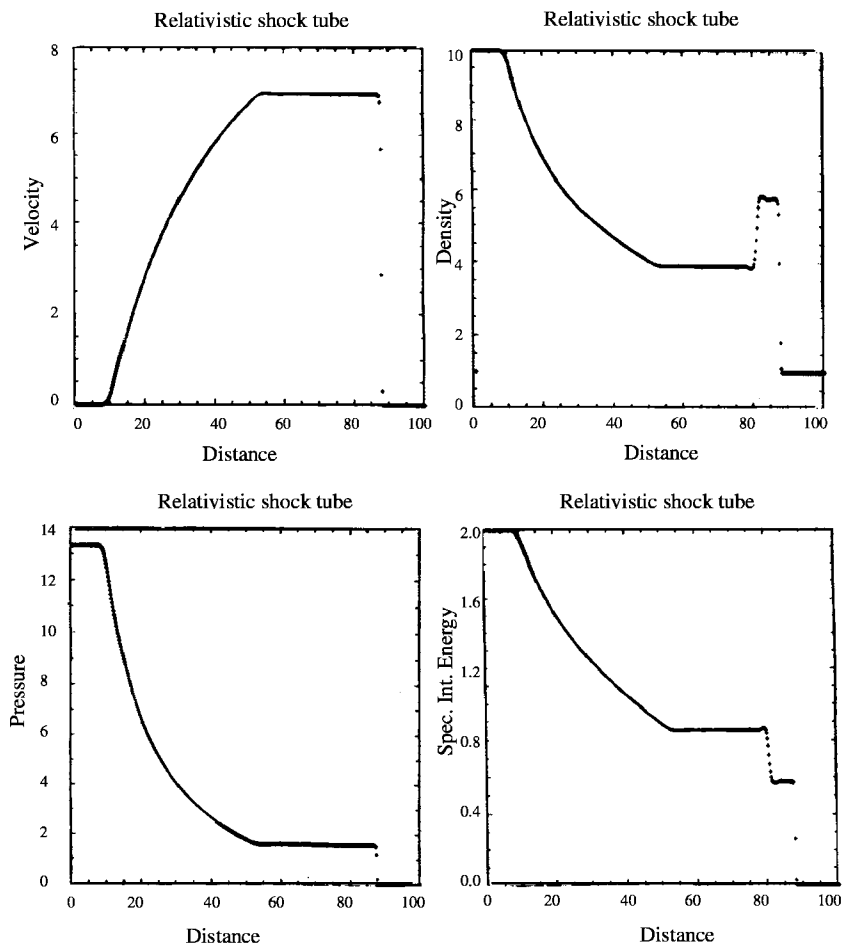 Relativistic shock tube
8
6
4
2
0
Velocity
0 20 40 60 80 100
Distance
Relativistic shock tube
10
8
6
4
2
0
Density
0 20 40 60 80 100
Distance
Relativistic shock tube
14
12
10
8
6
4
2
0
Pressure
0 20 40 60 80 100
Distance
Relativistic shock tube
2.0
1.6
1.2
0.8
0.4
0.0
Spec. Int. Energy
0 20 40 60 80 100
Distance